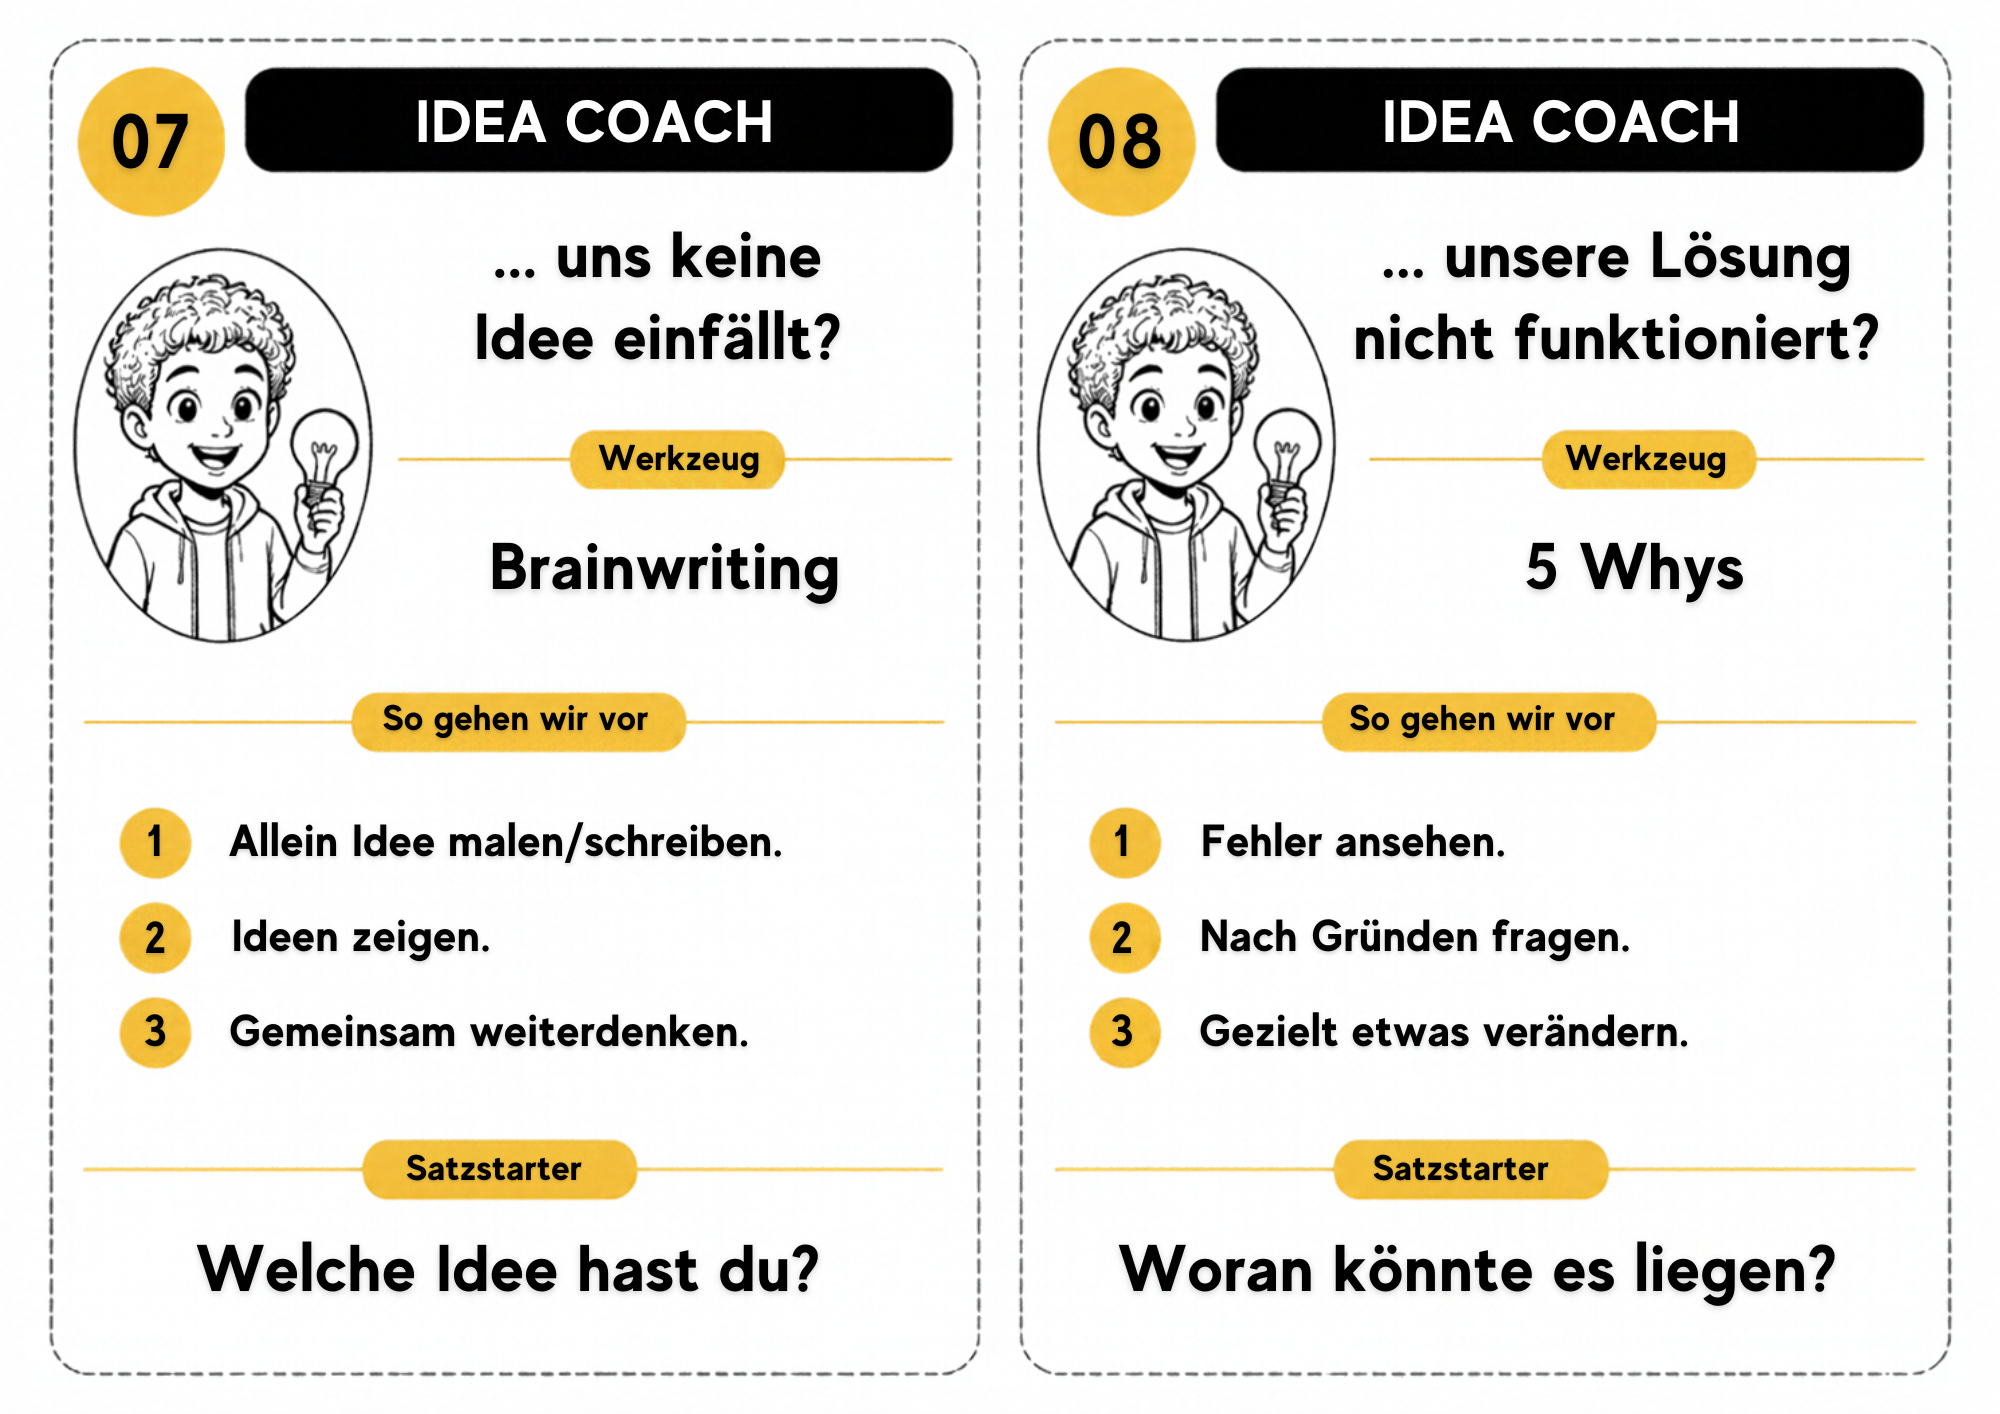 07
IDEA COACH
... uns keine
Idee einfällt?
Werkzeug
Brainwriting
So gehen wir vor
1 Allein Idee malen/schreiben.
2 Ideen zeigen.
3 Gemeinsam weiterdenken.
Satzstarter
Welche Idee hast du?
08
IDEA COACH
... unsere Lösung
nicht funktioniert?
Werkzeug
5 Whys
So gehen wir vor
1 Fehler ansehen.
2 Nach Gründen fragen.
3 Gezielt etwas verändern.
Satzstarter
Woran könnte es liegen?